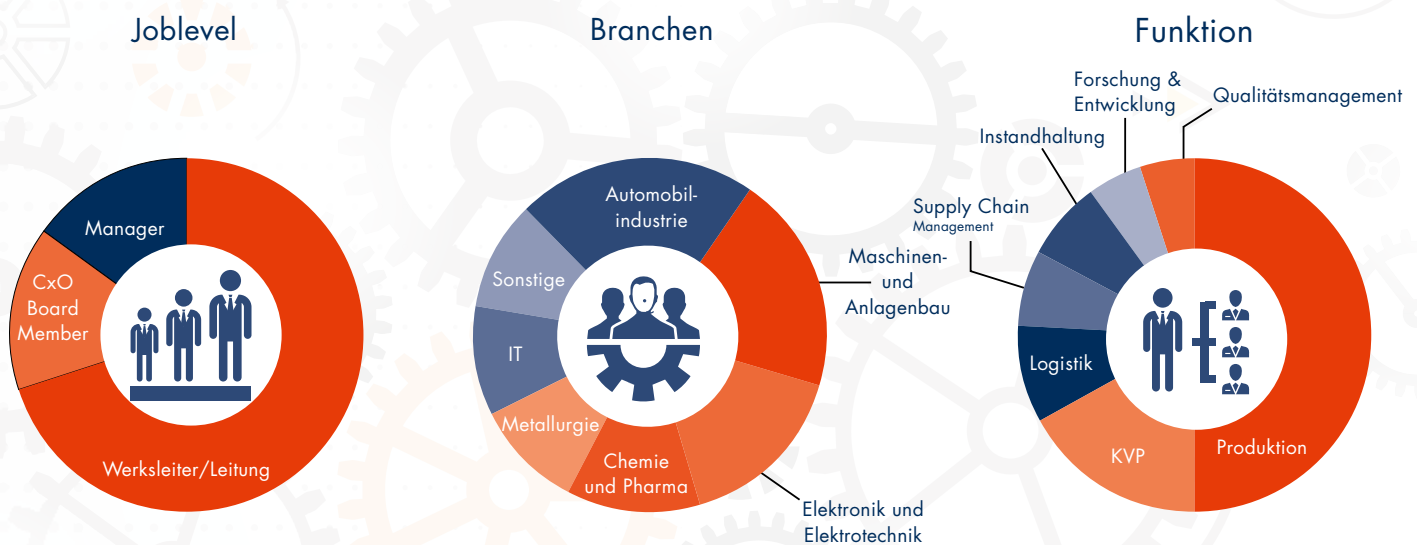 Joblevel
Manager
CxO
Board
Member
Werksleiter/Leitung
Branchen
Automobil-
industrie
Maschinen-
und
Anlagenbau
Sonstige
IT
Metallurgie
Chemie
und Pharma
Elektronik und
Elektrotechnik
Funktion
Forschung &
Entwicklung
Qualitätsmanagement
Instandhaltung
Supply Chain
Management
Logistik
KVP
Produktion